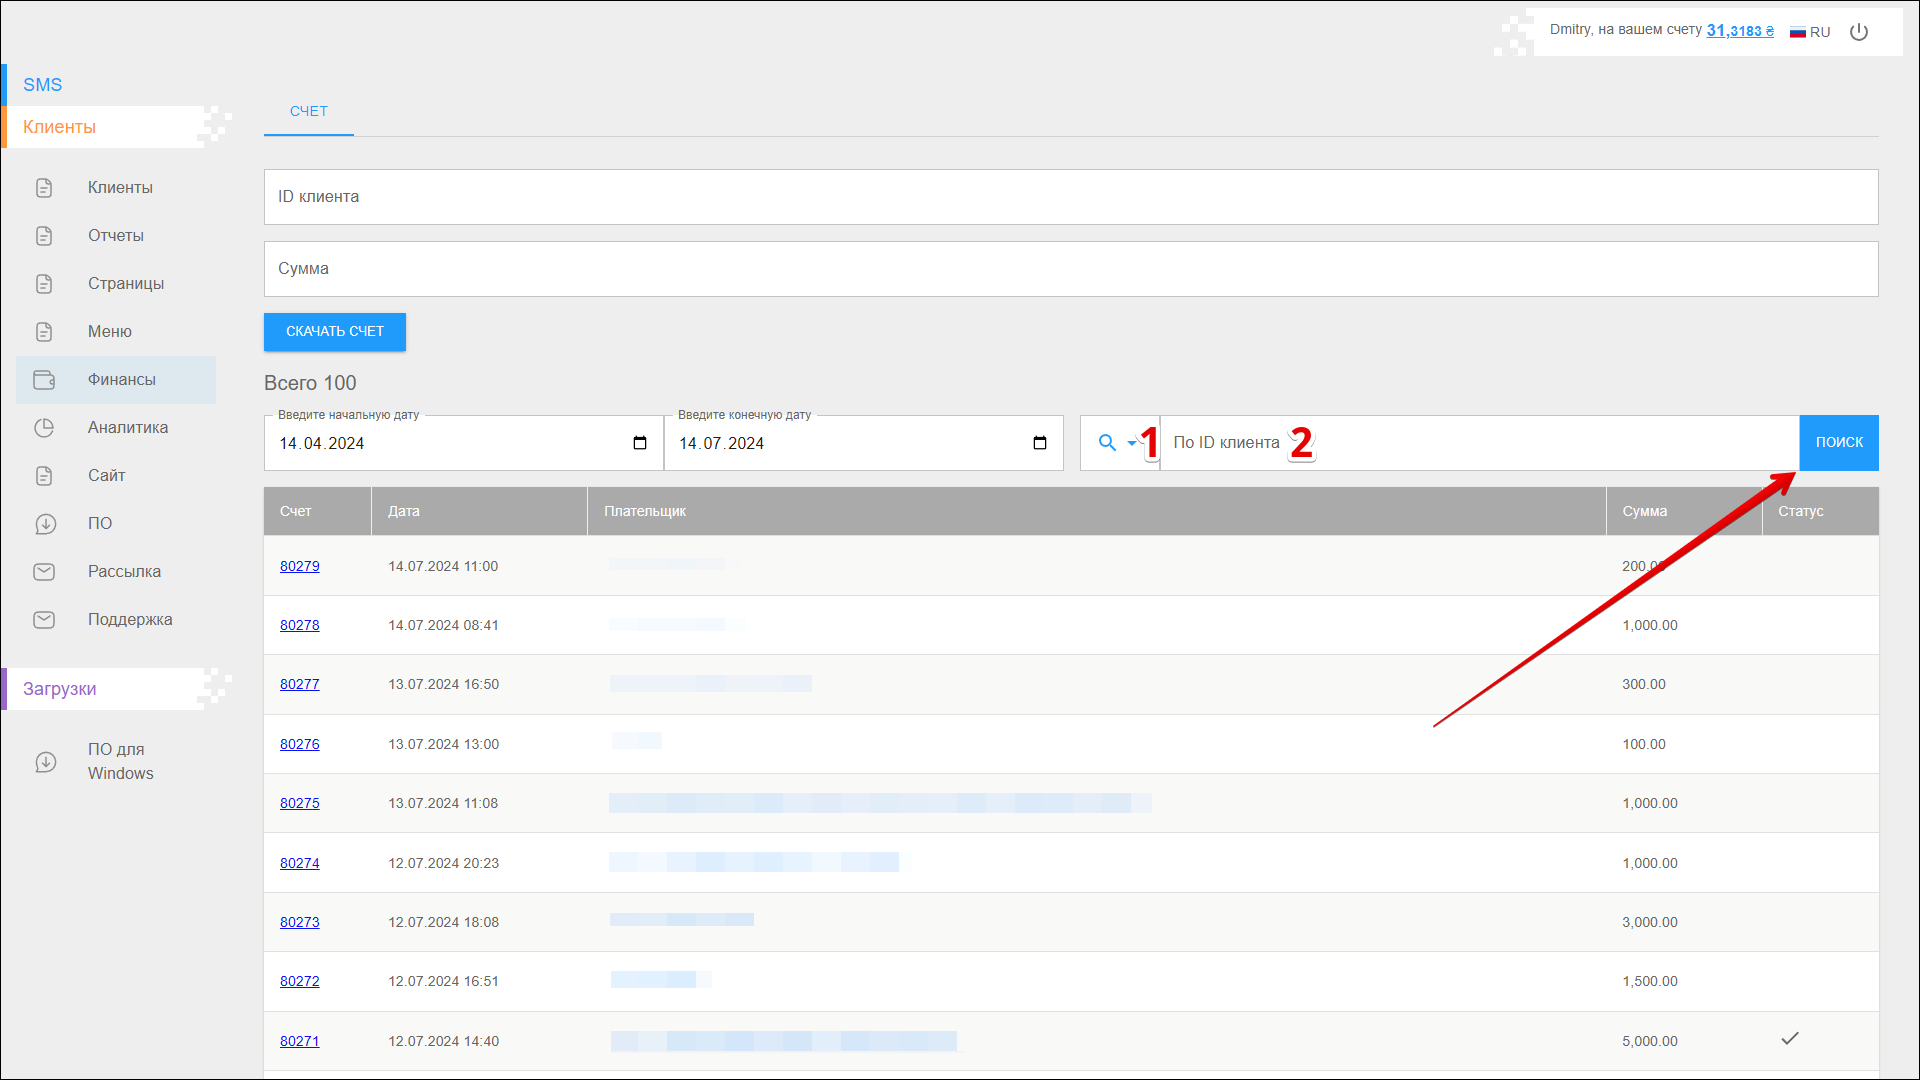 Dmitry, на вашем счету 31,3183 ₴ RU
SMS
Клиенты
Клиенты
Отчеты
Страницы
Меню
Финансы
Аналитика
Сайт
ПО
Рассылка
Поддержка
Загрузки
ПО для
Windows
СЧЕТ
ID клиента
Сумма
СКАЧАТЬ СЧЕТ
Всего 100
Введите начальную дату
14.04.2024
Введите конечную дату
14.07.2024
1
По ID клиента 2
ПОИСК
Счет Дата Плательщик Сумма Статус
80279 14.07.2024 11:00 200.00
80278 14.07.2024 08:41 1,000.00
80277 13.07.2024 16:50 300.00
80276 13.07.2024 13:00 100.00
80275 13.07.2024 11:08 1,000.00
80274 12.07.2024 20:23 1,000.00
80273 12.07.2024 18:08 3,000.00
80272 12.07.2024 16:51 1,500.00
80271 12.07.2024 14:40 5,000.00